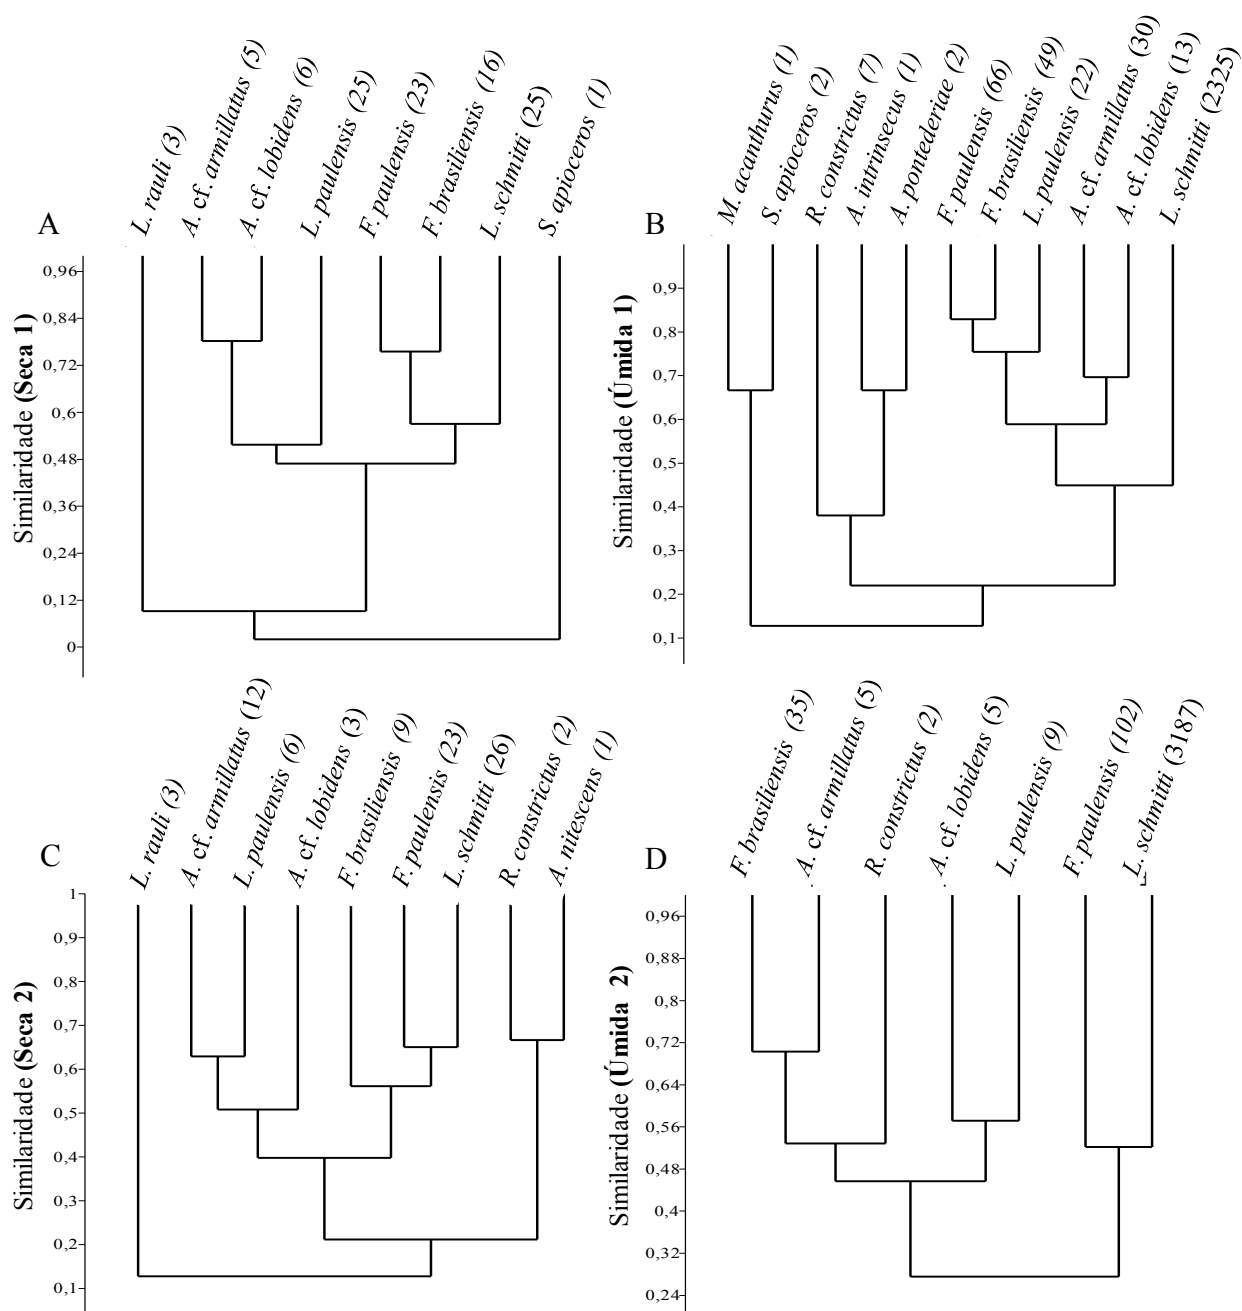 A
L. rauli (3)
A. cf. armillatus (5)
A. cf. lobidens (6)
L. paulensis (25)
F. paulensis (23)
F. brasiliensis (16)
L. schmitti (25)
S. apioceros (1)
Similaridade (Seca 1)
0,96
0,84
0,72
0,6
0,48
0,36
0,24
0,12
0
B
M. acanthurus (1)
S. apioceros (2)
R. constrictus (7)
A. intrinsecus (1)
A. pontederiae (2)
F. paulensis (66)
F. brasiliensis (49)
L. paulensis (22)
A. cf. armillatus (30)
A. cf. lobidens (13)
L. schmitti (2325)
Similaridade (Úmida 1)
0,9
0,8
0,7
0,6
0,5
0,4
0,3
0,2
0,1
C
L. rauli (3)
A. cf. armillatus (12)
L. paulensis (6)
A. cf. lobidens (3)
F. brasiliensis (9)
F. paulensis (23)
L. schmitti (26)
R. constrictus (2)
A. nitescens (1)
Similaridade (Seca 2)
1
0,9
0,8
0,7
0,6
0,5
0,4
0,3
0,2
0,1
D
F. brasiliensis (35)
A. cf. armillatus (5)
R. constrictus (2)
A. cf. lobidens (5)
L. paulensis (9)
F. paulensis (102)
L. schmitti (3187)
Similaridade (Úmida 2)
0,96
0,88
0,8
0,72
0,64
0,56
0,48
0,4
0,32
0,24